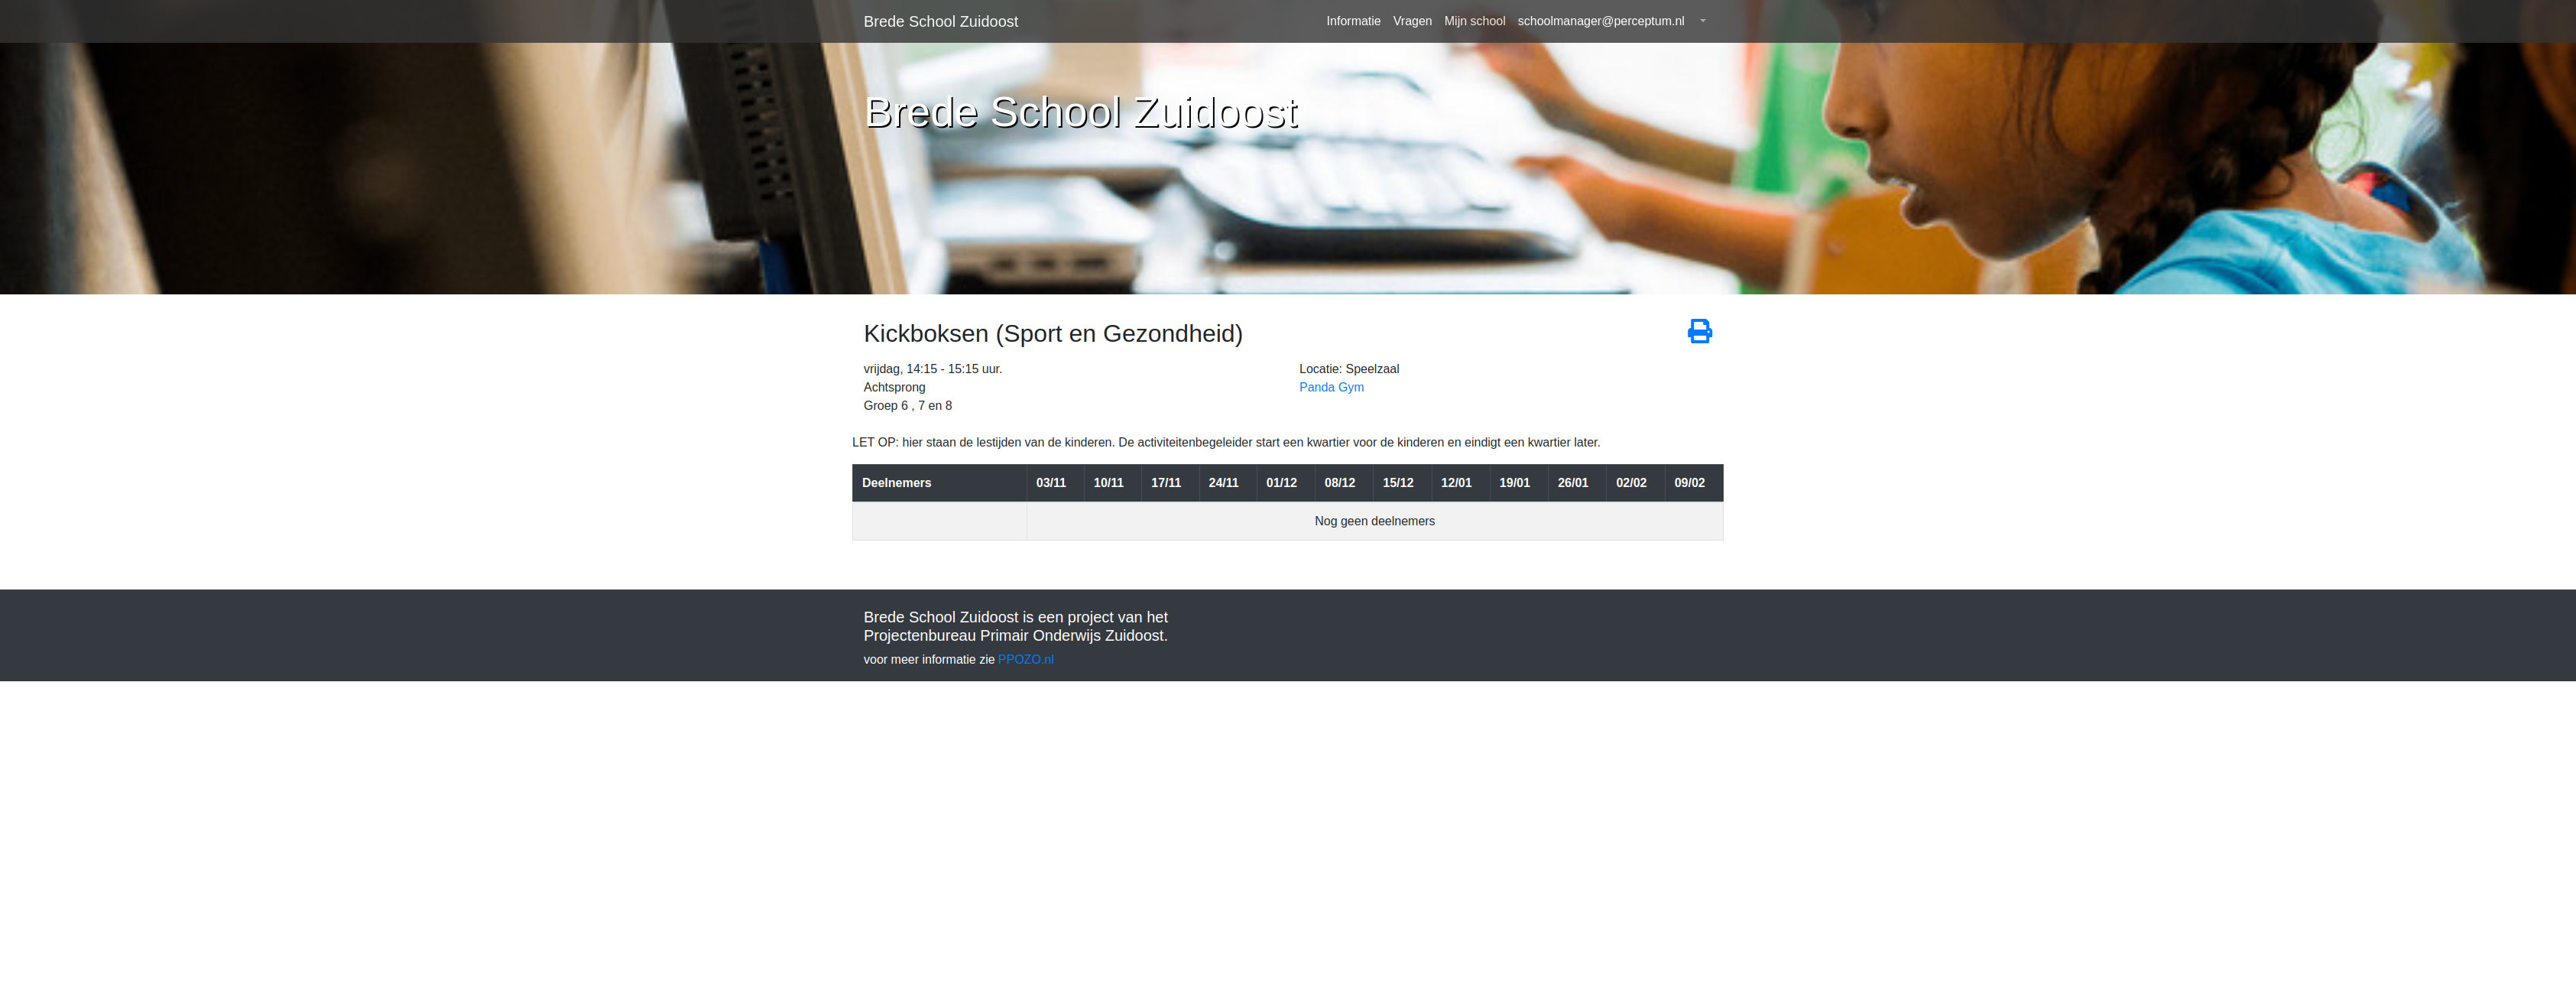 Brede School Zuidoost Informatie Vragen Mijn school schoolmanager@perceptum.nl
Brede School Zuidoost
Kickboksen (Sport en Gezondheid)
vrijdag, 14:15 - 15:15 uur.
Achtsprong
Groep 6 , 7 en 8
Locatie: Speelzaal
Panda Gym
LET OP: hier staan de lestijden van de kinderen. De activiteitenbegeleider start een kwartier voor de kinderen en eindigt een kwartier later.
Deelnemers 03/11 10/11 17/11 24/11 01/12 08/12 15/12 12/01 19/01 26/01 02/02 09/02
Nog geen deelnemers
Brede School Zuidoost is een project van het
Projectenbureau Primair Onderwijs Zuidoost.
voor meer informatie zie PPOZO.nl